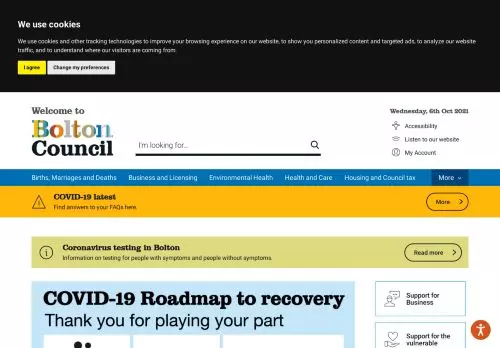 We use cookies
We use cookies and other tracking technologies to improve your browsing experience on our website, to show you personalized content and targeted ads, to analyze our website
traffic, and to understand where our visitors are coming from.
I agree
Change my preferences
Welcome to
Bolton
Council
I'm looking for...
Wednesday, 6th Oct 2021
Accessibility
Listen to our website
My Account
Births, Marriages and Deaths
Business and Licensing
Environmental Health
Health and Care
Housing and Council tax
More
COVID-19 latest
Find answers to your FAQs here.
More
Coronavirus testing in Bolton
Information on testing for people with symptoms and people without symptoms.
Read more
COVID-19 Roadmap to recovery
Thank you for playing your part
Support for
Business
Support for the
vulnerable